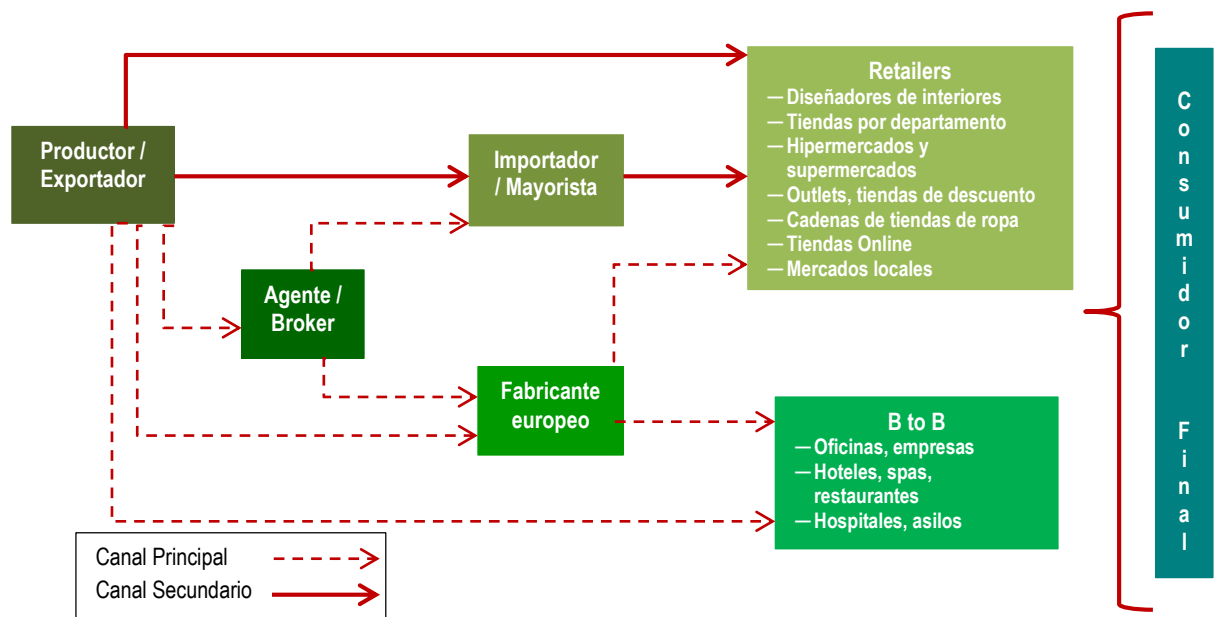 Productor /
Exportador
Importador
/ Mayorista
Agente /
Broker
Fabricante
europeo
Retailers
— Diseñadores de interiores
— Tiendas por departamento
— Hipermercados y
supermercados
— Outlets, tiendas de descuento
— Cadenas de tiendas de ropa
— Tiendas Online
— Mercados locales
B to B
— Oficinas, empresas
— Hoteles, spas,
restaurantes
— Hospitales, asilos
Consumidor Final
Canal Principal
Canal Secundario